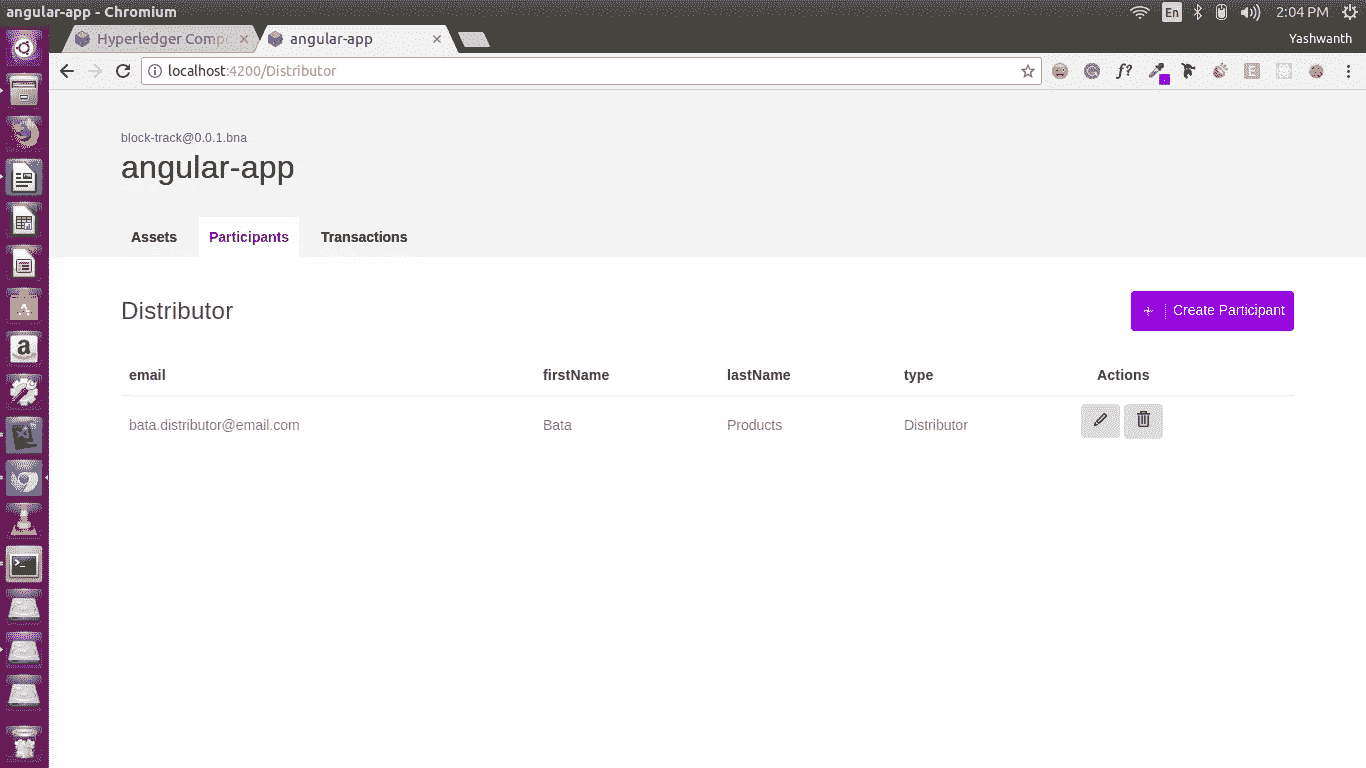 angular-app - Chromium
En
2:04 PM
Hyperledger Comp
angular-app
Yashwanth
localhost:4200/Distributor
f?
E
block-track@0.0.1.bna
angular-app
Assets Participants Transactions
Distributor
+ Create Participant
email firstName lastName type Actions
bata.distributor@email.com Bata Products Distributor